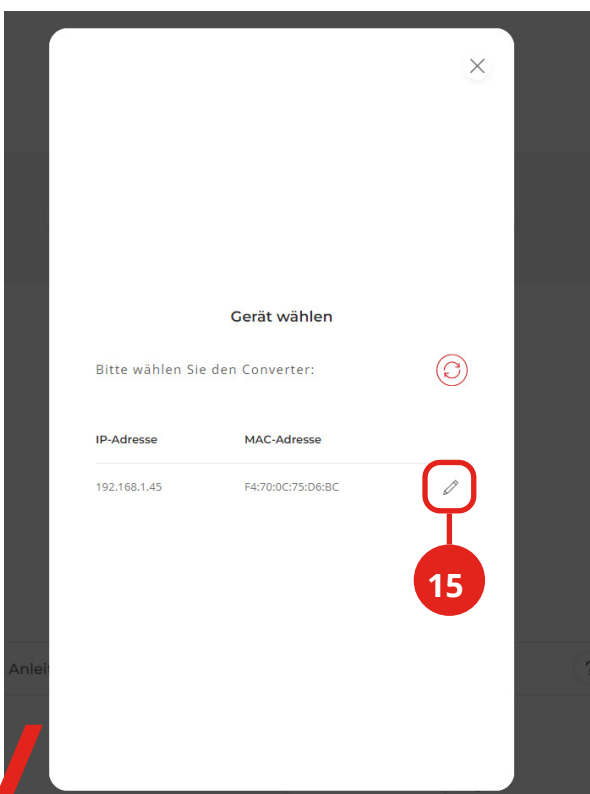 Gerät wählen
Bitte wählen Sie den Converter:
IP-Adresse MAC-Adresse
192.168.1.45 F4:70:0C:75:D6:BC
15
Anlei
?